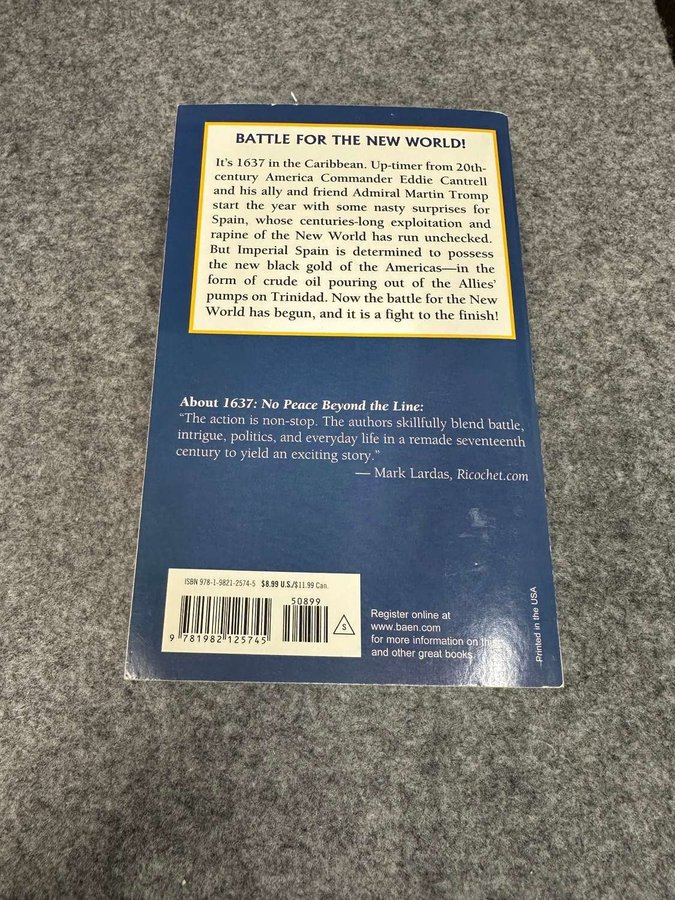 BATTLE FOR THE NEW WORLD!
It's 1637 in the Caribbean. Up-timer from 20th-
century America Commander Eddie Cantrell
and his ally and friend Admiral Martin Tromp
start the year with some nasty surprises for
Spain, whose centuries-long exploitation and
rapine of the New World has run unchecked.
But Imperial Spain is determined to possess
the new black gold of the Americas—in the
form of crude oil pouring out of the Allies'
pumps on Trinidad. Now the battle for the New
World has begun, and it is a fight to the finish!
About 1637: No Peace Beyond the Line:
"The action is non-stop. The authors skillfully blend battle,
intrigue, politics, and everyday life in a remade seventeenth
century to yield an exciting story."
— Mark Lardas, Ricochet.com
ISBN 978-1-9821-2574-5 $8.99 U.S./$11.99 Can.
50899
9 781982 125745
S
Register online at
www.baen.com
for more information on
and other great books.
Printed in the USA